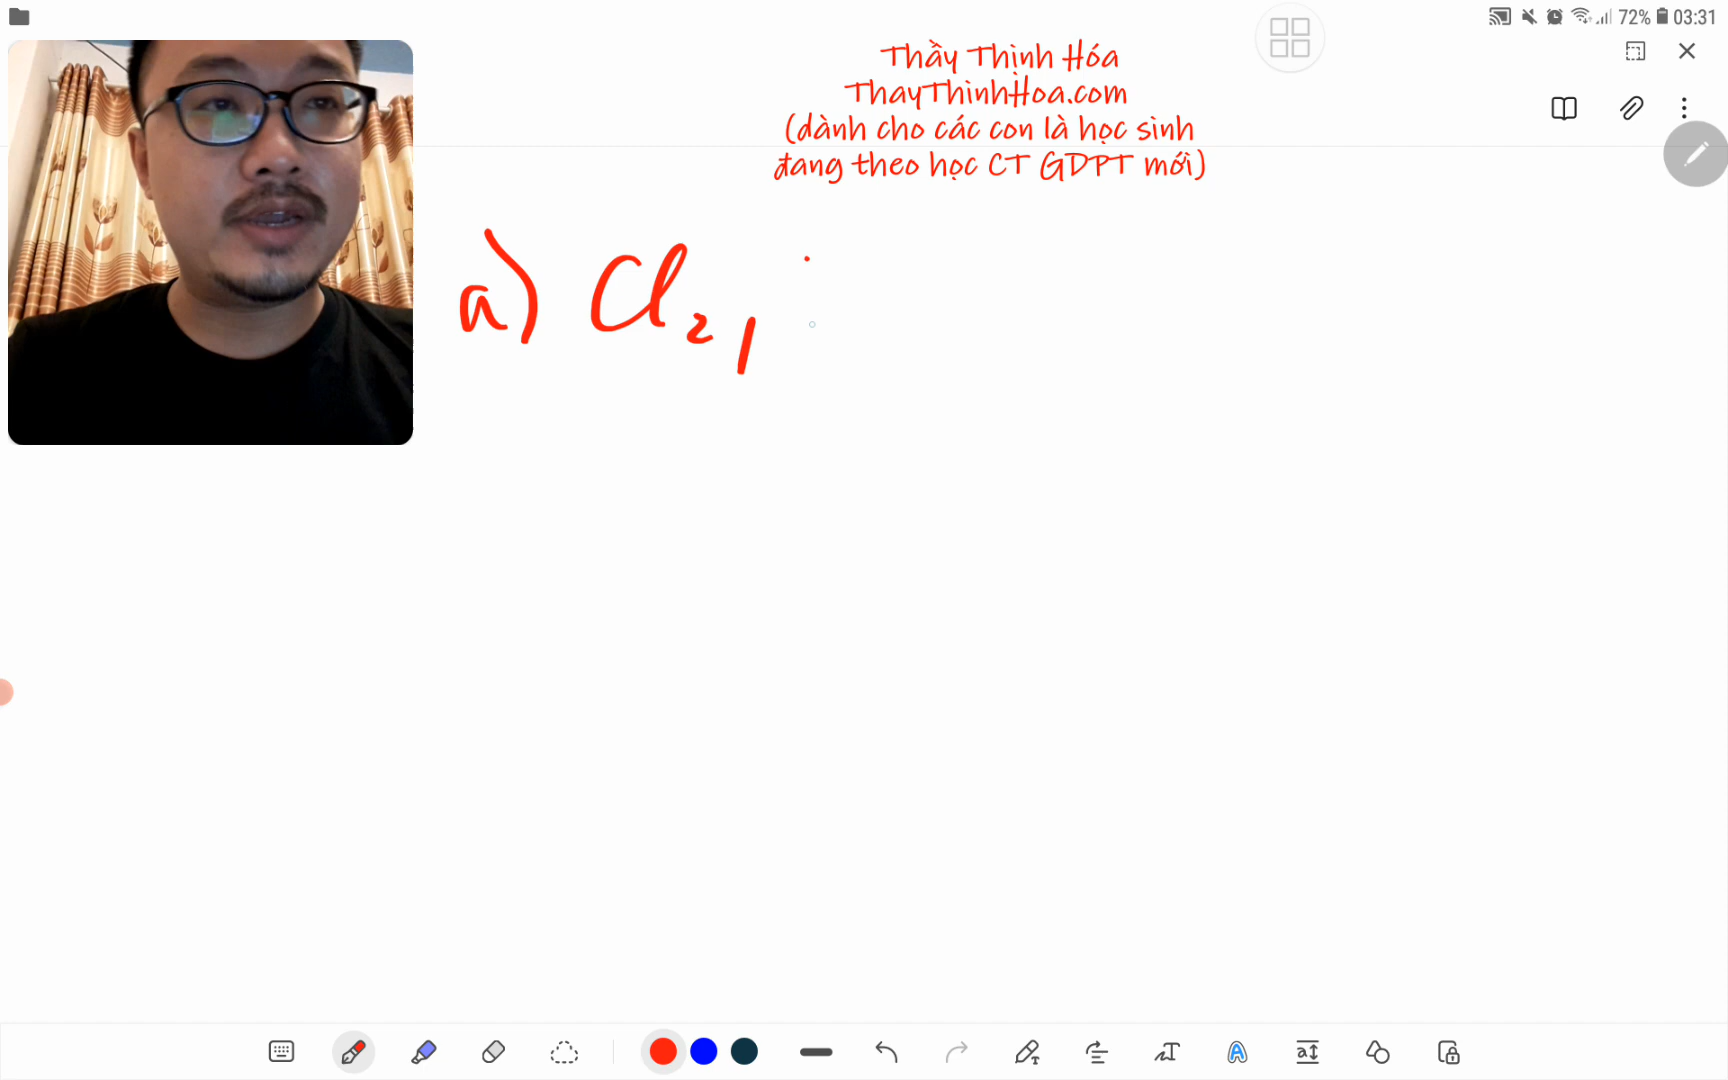 72% 03:31
Thầy Thịnh Hóa
ThayThinhHoa.com
(dành cho các con là học sinh
đang theo học CT GDPT mới)
a) Cl₂,